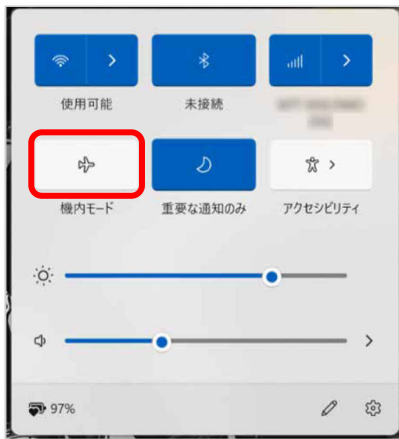 使用可能
未接続
機内モード
重要な通知のみ
アクセシビリティ
97%